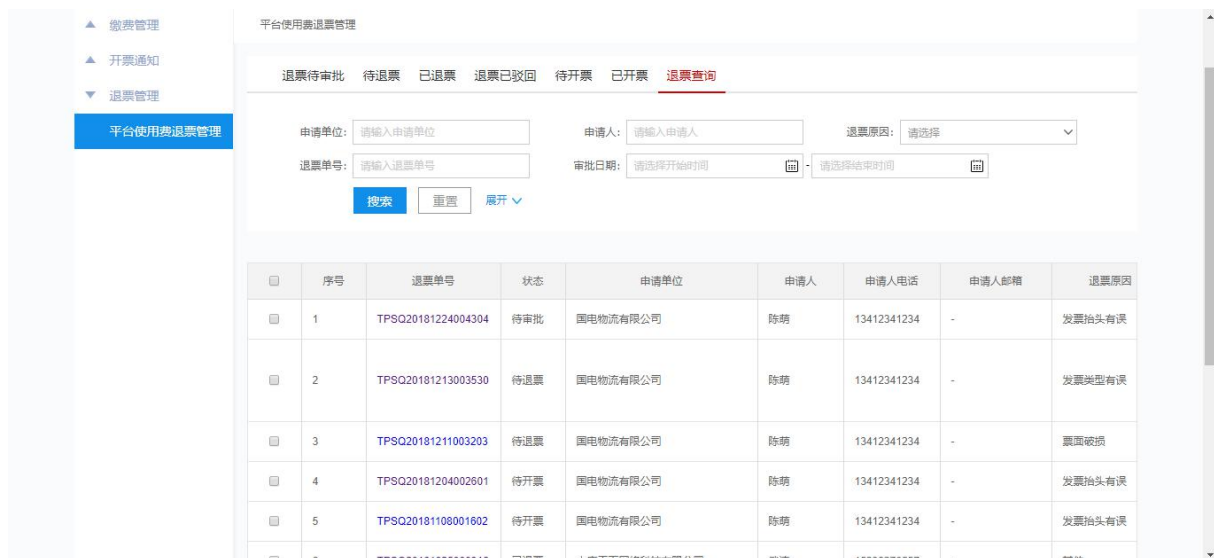 缴费管理
平台使用费退票管理
开票通知
退票管理
平台使用费退票管理
退票待审批 待退票 已退票 退票已驳回 待开票 已开票 退票查询
申请单位: 请输入申请单位 申请人: 请输入申请人 退票原因: 请选择
退票单号: 请输入退票单号 审批日期: 请选择开始时间 - 请选择结束时间
搜索 重置 展开
序号 退票单号 状态 申请单位 申请人 申请人电话 申请人邮箱 退票原因
1 TPSQ20181224004304 待审批 国电物流有限公司 陈萌 13412341234 - 发票抬头有误
2 TPSQ20181213003530 待退票 国电物流有限公司 陈萌 13412341234 - 发票类型有误
3 TPSQ20181211003203 待退票 国电物流有限公司 陈萌 13412341234 - 票面破损
4 TPSQ20181204002601 待开票 国电物流有限公司 陈萌 13412341234 - 发票抬头有误
5 TPSQ20181108001602 待开票 国电物流有限公司 陈萌 13412341234 - 发票抬头有误